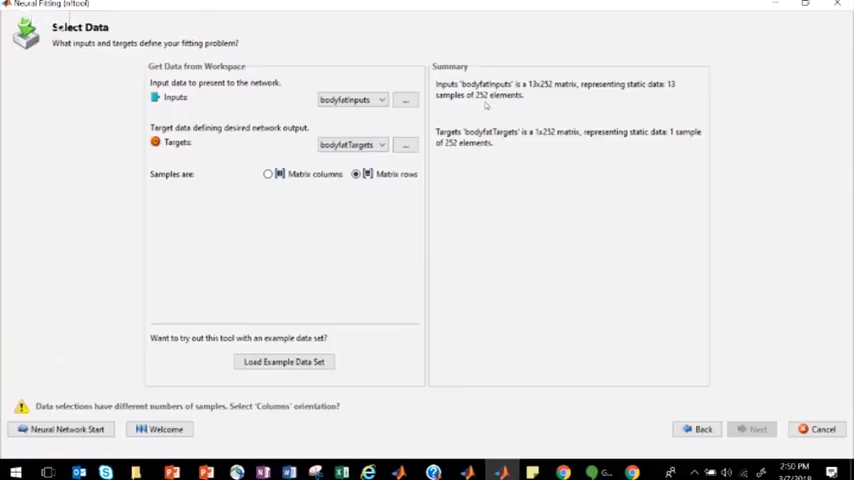 Neural Fitting (nftool)
Select Data
What inputs and targets define your fitting problem?
Get Data from Workspace
Input data to present to the network.
Inputs:
bodyfatInputs
...
Target data defining desired network output.
Targets:
bodyfatTargets
...
Samples are:
Matrix columns
Matrix rows
Want to try out this tool with an example data set?
Load Example Data Set
Summary
Inputs 'bodyfatInputs' is a 13x252 matrix, representing static data: 13
samples of 252 elements.
Targets 'bodyfatTargets' is a 1x252 matrix, representing static data: 1 sample
of 252 elements.
Data selections have different numbers of samples. Select 'Columns' orientation?
Neural Network Start
Welcome
Back
Next
Cancel
G...
2:50 PM
3/7/2018